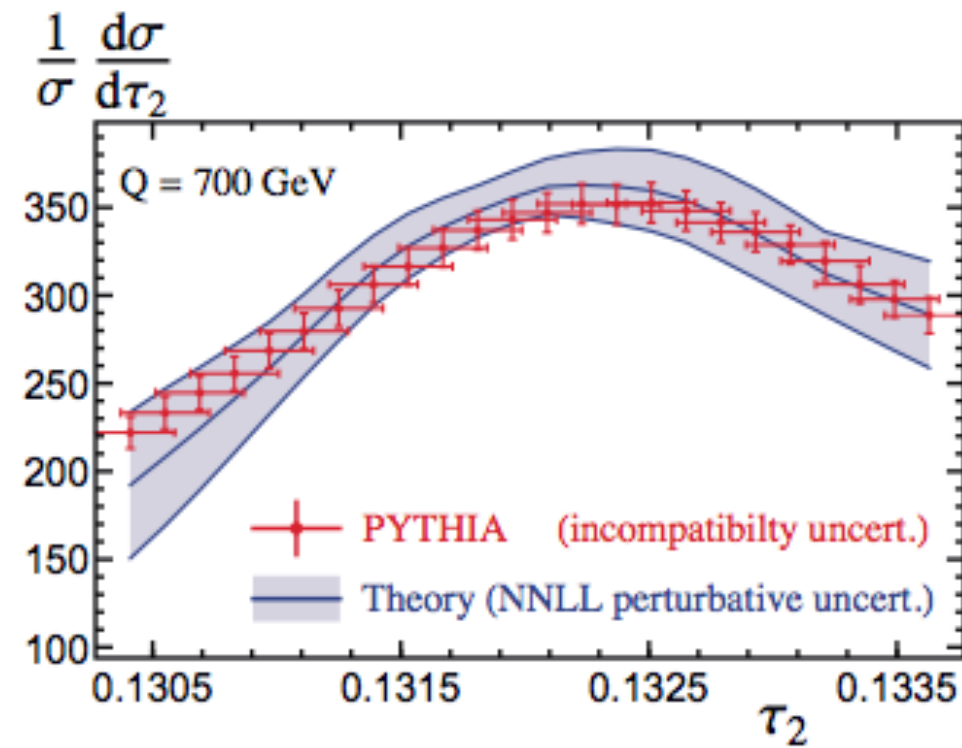 1/σ dσ/dτ₂
Q = 700 GeV
350
300
250
200
150
100
PYTHIA (incompatibilty uncert.)
Theory (NNLL perturbative uncert.)
0.1305 0.1315 0.1325 0.1335
τ₂